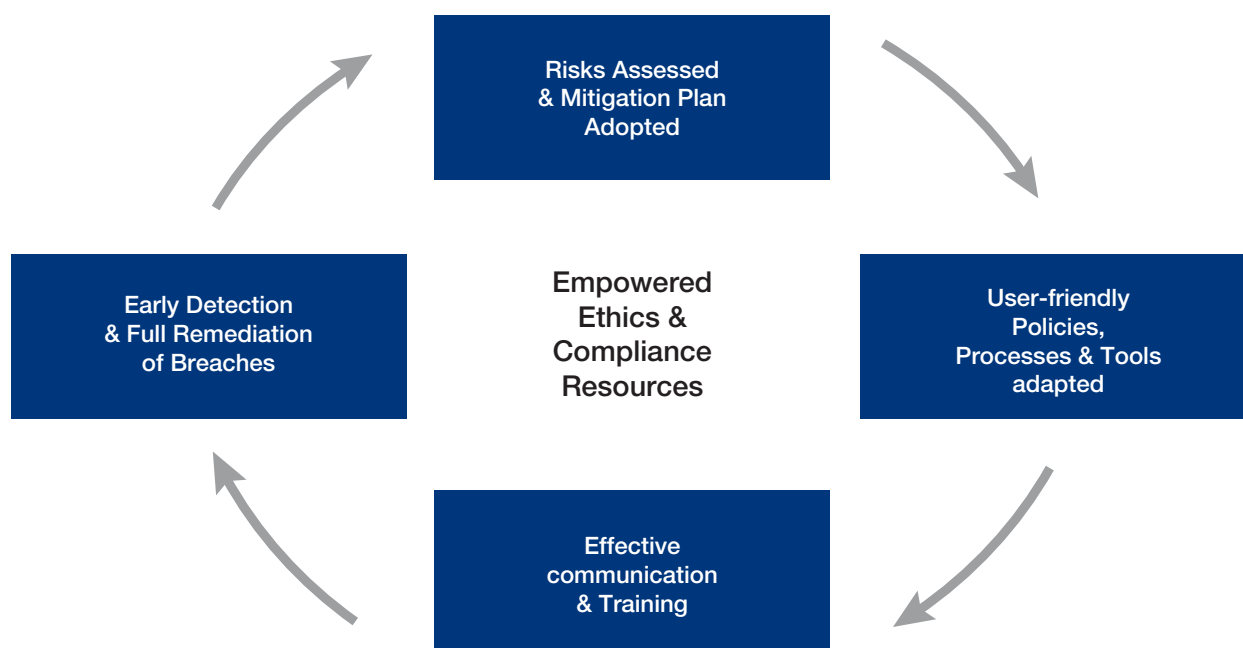 Risks Assessed
& Mitigation Plan
Adopted
Early Detection
& Full Remediation
of Breaches
Empowered
Ethics &
Compliance
Resources
User-friendly
Policies,
Processes & Tools
adapted
Effective
communication
& Training